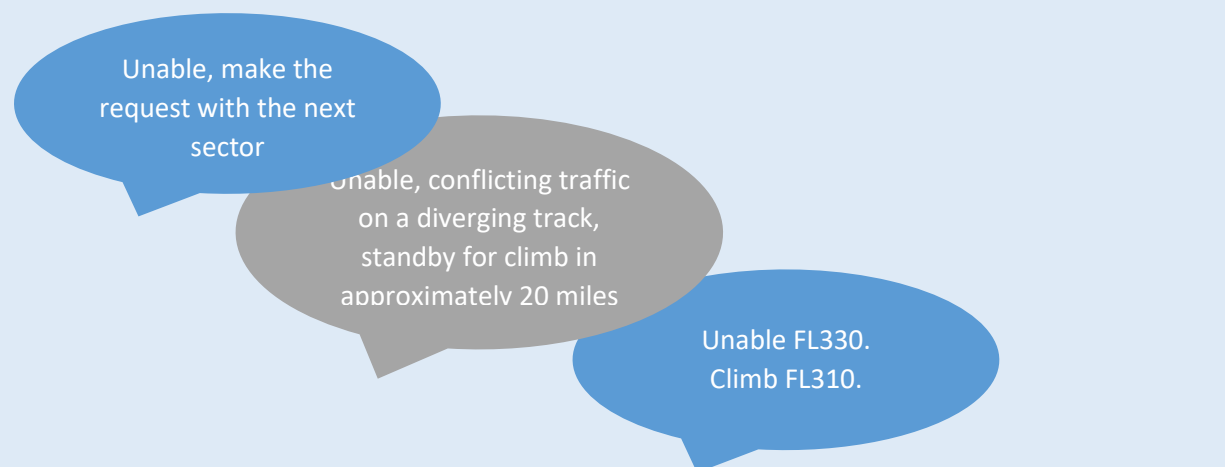 Unable, make the
request with the next
sector
Unable, conflicting traffic
on a diverging track,
standby for climb in
approximately 20 miles
Unable FL330.
Climb FL310.